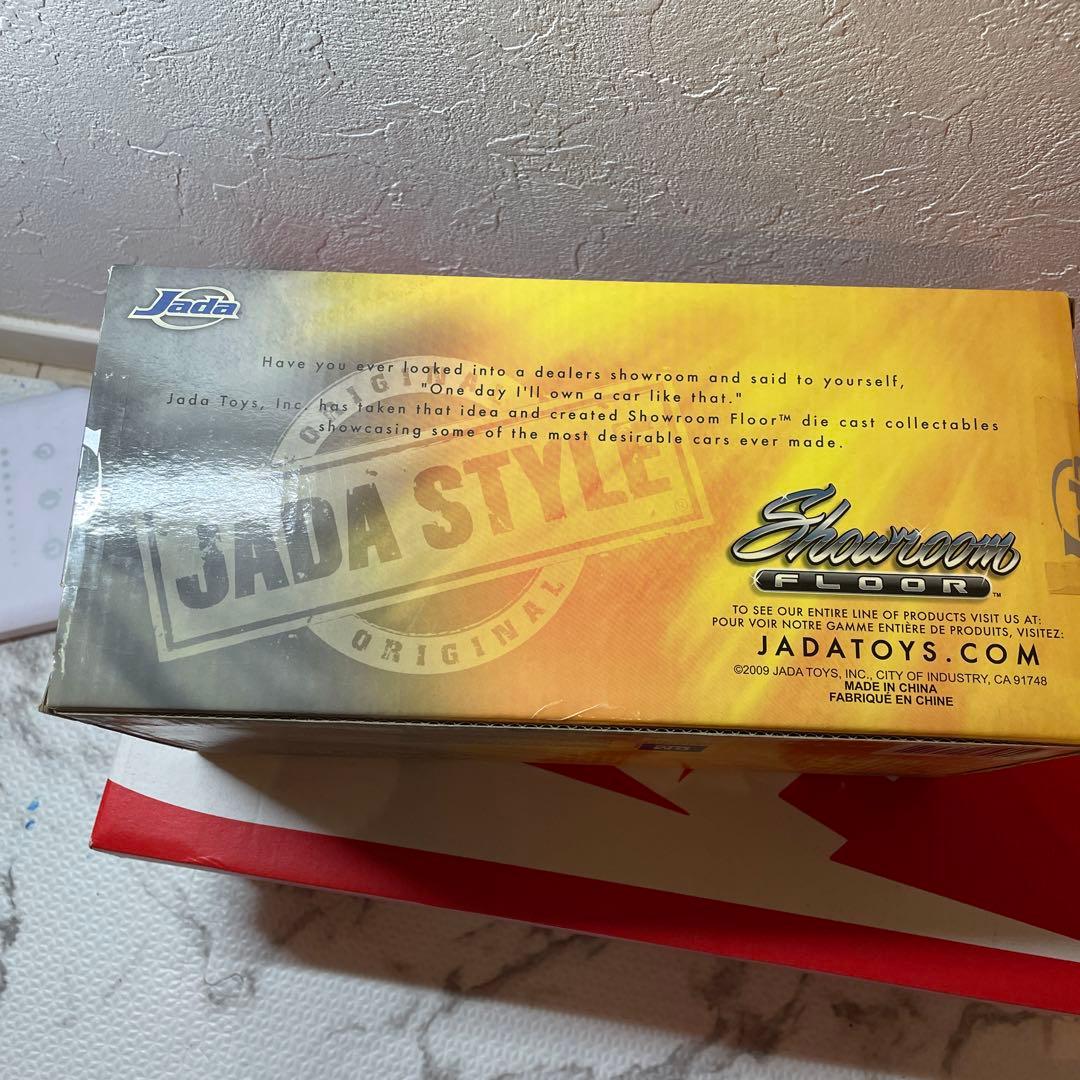 Jada
Have you ever looked into a dealers showroom and said to yourself,
"One day I'll own a car like that."
Jada Toys, Inc. has taken that idea and created Showroom Floor™ die cast collectables
showcasing some of the most desirable cars ever made.
ORIGINAL
JADA STYLE®
ORIGINAL
Showroom
FLOOR™
TO SEE OUR ENTIRE LINE OF PRODUCTS VISIT US AT:
POUR VOIR NOTRE GAMME ENTIÈRE DE PRODUITS, VISITEZ:
JADATOYS.COM
©2009 JADA TOYS, INC., CITY OF INDUSTRY, CA 91748
MADE IN CHINA
FABRIQUÉ EN CHINE